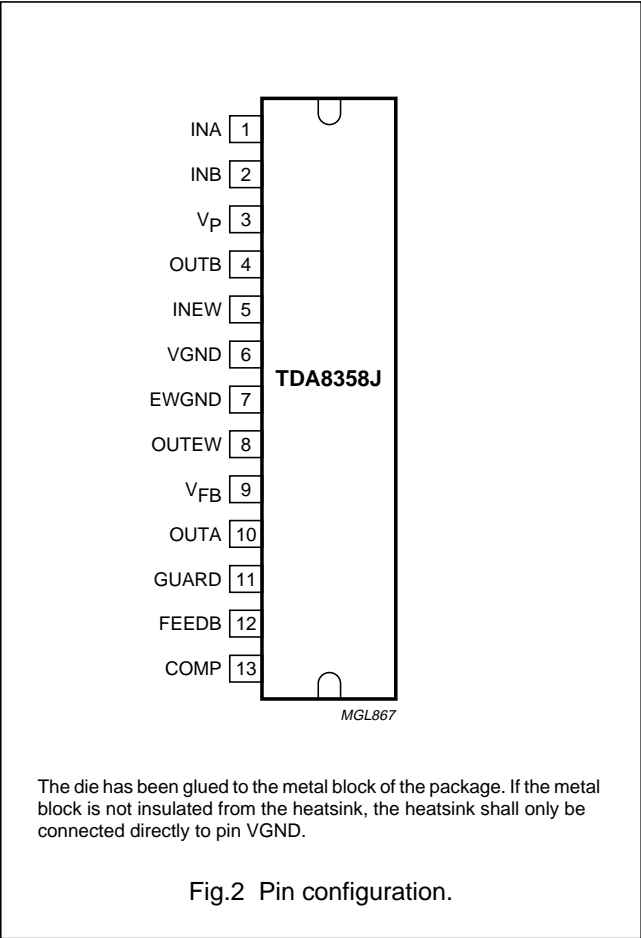 INA 1
INB 2
VP 3
OUTB 4
INEW 5
VGND 6
TDA8358J
EWGND 7
OUTEW 8
VFB 9
OUTA 10
GUARD 11
FEEDB 12
COMP 13
MGL867
The die has been glued to the metal block of the package. If the metal
block is not insulated from the heatsink, the heatsink shall only be
connected directly to pin VGND.
Fig.2 Pin configuration.